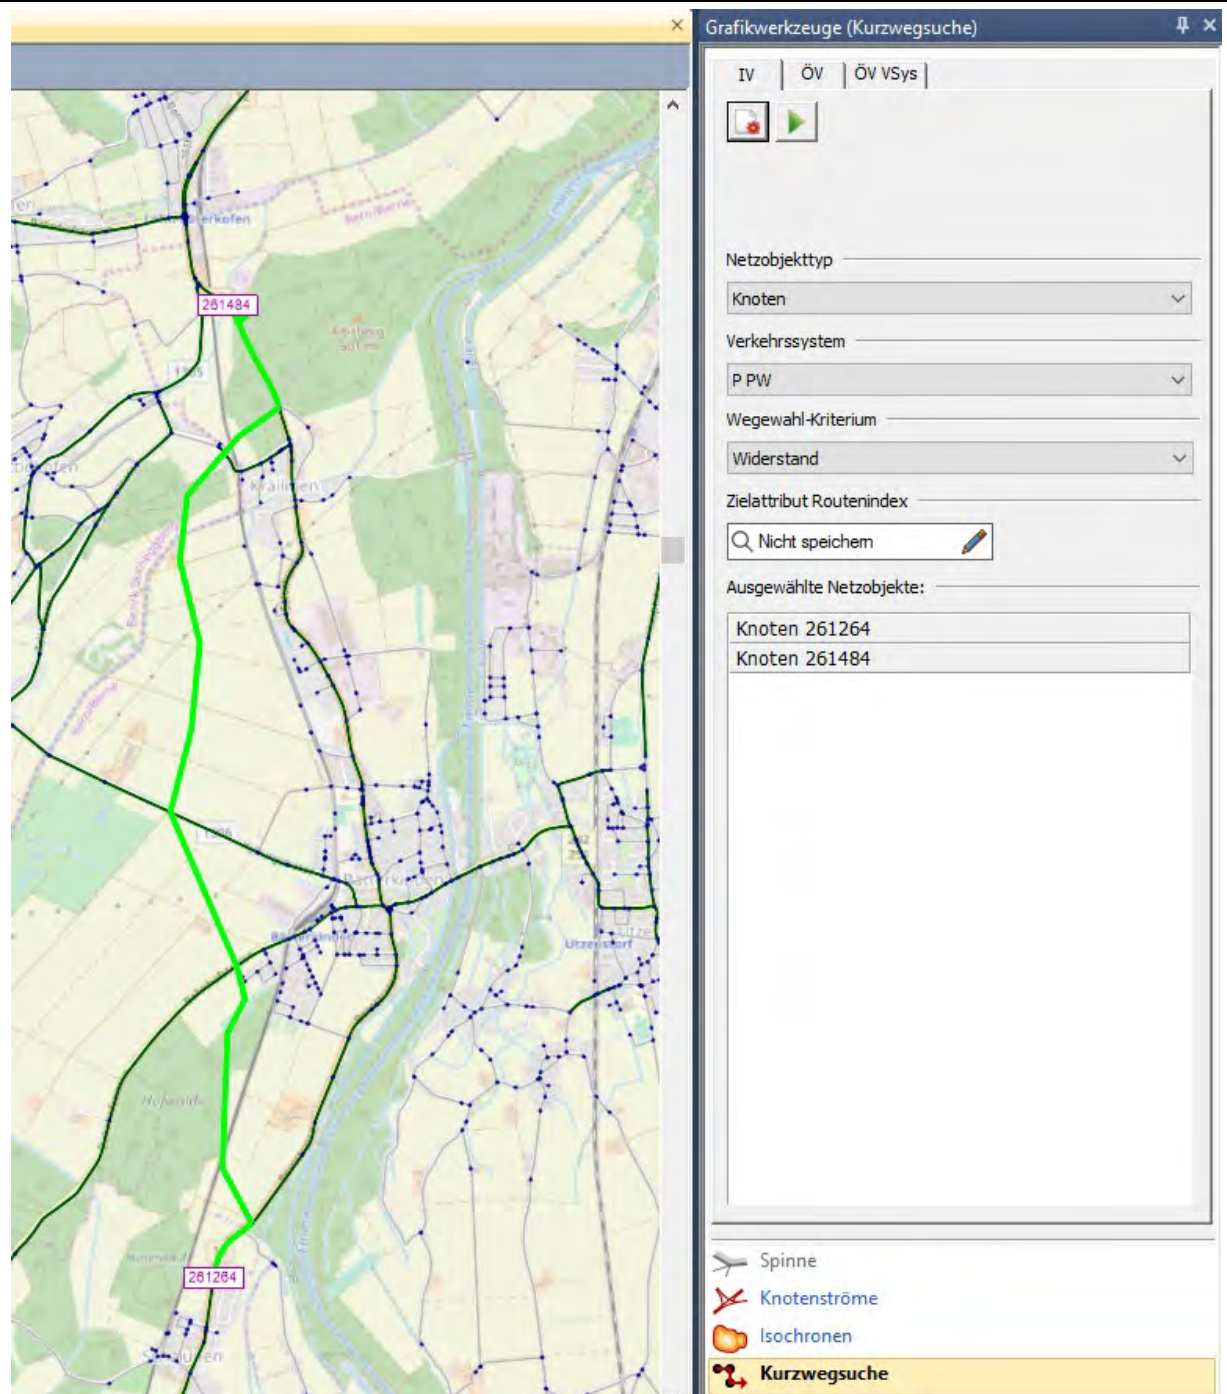 Grafikwerkzeuge (Kurzwegsuche)
IV
ÖV
ÖV VSys
Netzobjekttyp
Knoten
Verkehrssystem
P PW
Wegewahl-Kriterium
Widerstand
Zielattribut Routenindex
Nicht speichern
Ausgewählte Netzobjekte:
Knoten 261264
Knoten 261484
Spinne
Knotenströme
Isochronen
Kurzwegsuche
261484
Utzenstorf
261264